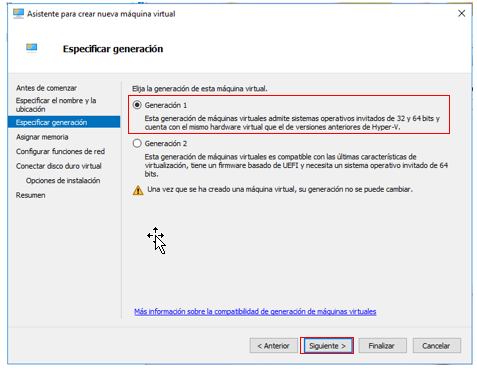 Asistente para crear nueva máquina virtual
Especificar generación
Antes de comenzar
Especificar el nombre y la
ubicación
Especificar generación
Asignar memoria
Configurar funciones de red
Conectar disco duro virtual
Opciones de instalación
Resumen
Elija la generación de esta máquina virtual.
Generación 1
Esta generación de máquinas virtuales admite sistemas operativos invitados de 32 y 64 bits y
cuenta con el mismo hardware virtual que el de versiones anteriores de Hyper-V.
Generación 2
Esta generación de máquinas virtuales es compatible con las últimas características de
virtualización, tiene un firmware basado de UEFI y necesita un sistema operativo invitado de 64
bits.
Una vez que se ha creado una máquina virtual, su generación no se puede cambiar.
Más información sobre la compatibilidad de generación de máquinas virtuales
< Anterior
Siguiente >
Finalizar
Cancelar